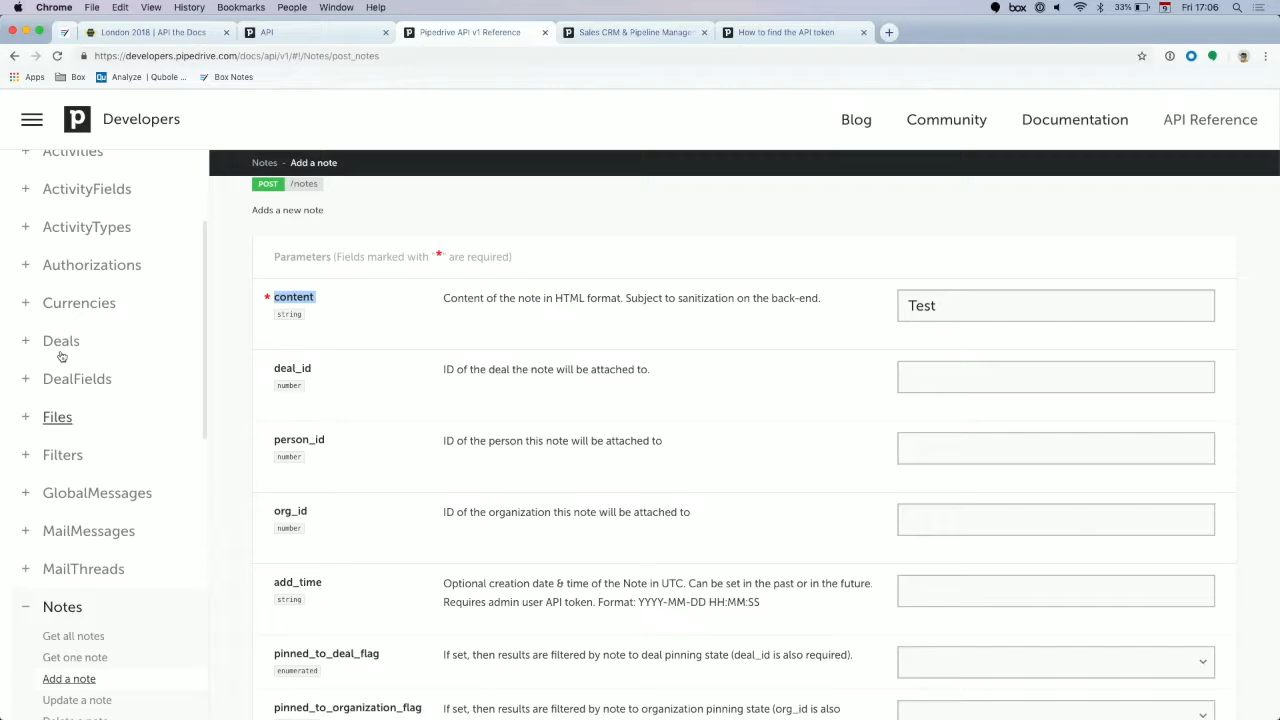 Chrome File Edit View History Bookmarks People Window Help
box 33% Fri 17:06
London 2018 | API the Docs
API
Pipedrive API v1 Reference
Sales CRM & Pipeline Manage
How to find the API token
https://developers.pipedrive.com/docs/api/v1/#!/Notes/post_notes
Apps Box Qu Analyze | Qubole ... Box Notes
p Developers
Blog Community Documentation API Reference
+ Activities
+ ActivityFields
+ ActivityTypes
+ Authorizations
+ Currencies
+ Deals
+ DealFields
+ Files
+ Filters
+ GlobalMessages
+ MailMessages
+ MailThreads
− Notes
Get all notes
Get one note
Add a note
Update a note
Delete a note
Notes - Add a note
POST /notes
Adds a new note
Parameters (Fields marked with "*" are required)
* content
string
Content of the note in HTML format. Subject to sanitization on the back-end.
Test
deal_id
number
ID of the deal the note will be attached to.
person_id
number
ID of the person this note will be attached to
org_id
number
ID of the organization this note will be attached to
add_time
string
Optional creation date & time of the Note in UTC. Can be set in the past or in the future.
Requires admin user API token. Format: YYYY-MM-DD HH:MM:SS
pinned_to_deal_flag
enumerated
If set, then results are filtered by note to deal pinning state (deal_id is also required).
pinned_to_organization_flag
If set, then results are filtered by note to organization pinning state (org_id is also